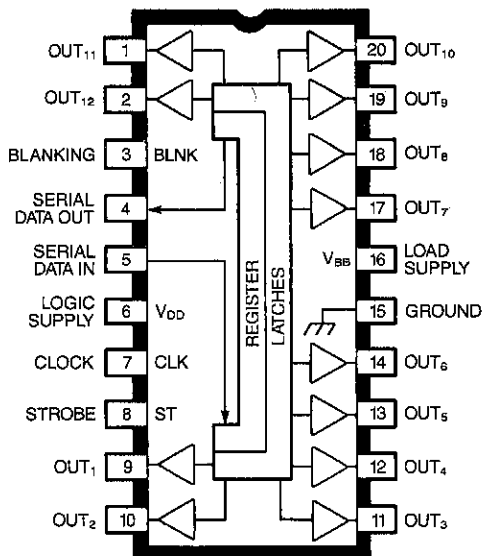 OUT₁₁ 1 20 OUT₁₀
OUT₁₂ 2 19 OUT₉
BLANKING 3 BLNK 18 OUT₈
SERIAL
DATA OUT 4 17 OUT₇
SERIAL
DATA IN 5 V_BB 16 LOAD
SUPPLY
LOGIC
SUPPLY 6 V_DD 15 GROUND
REGISTER
LATCHES
CLOCK 7 CLK 14 OUT₆
STROBE 8 ST 13 OUT₅
OUT₁ 9 12 OUT₄
OUT₂ 10 11 OUT₃